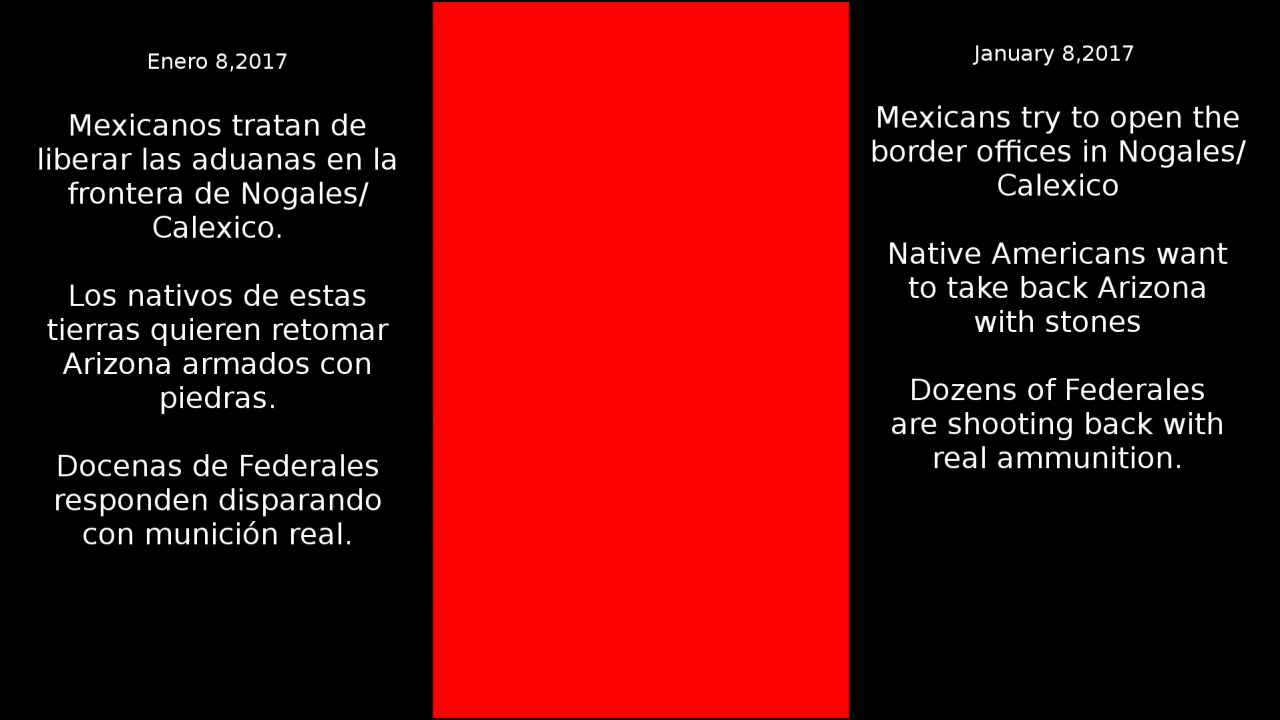 Enero 8,2017
Mexicanos tratan de
liberar las aduanas en la
frontera de Nogales/
Calexico.
Los nativos de estas
tierras quieren retomar
Arizona armados con
piedras.
Docenas de Federales
responden disparando
con munición real.
January 8,2017
Mexicans try to open the
border offices in Nogales/
Calexico
Native Americans want
to take back Arizona
with stones
Dozens of Federales
are shooting back with
real ammunition.